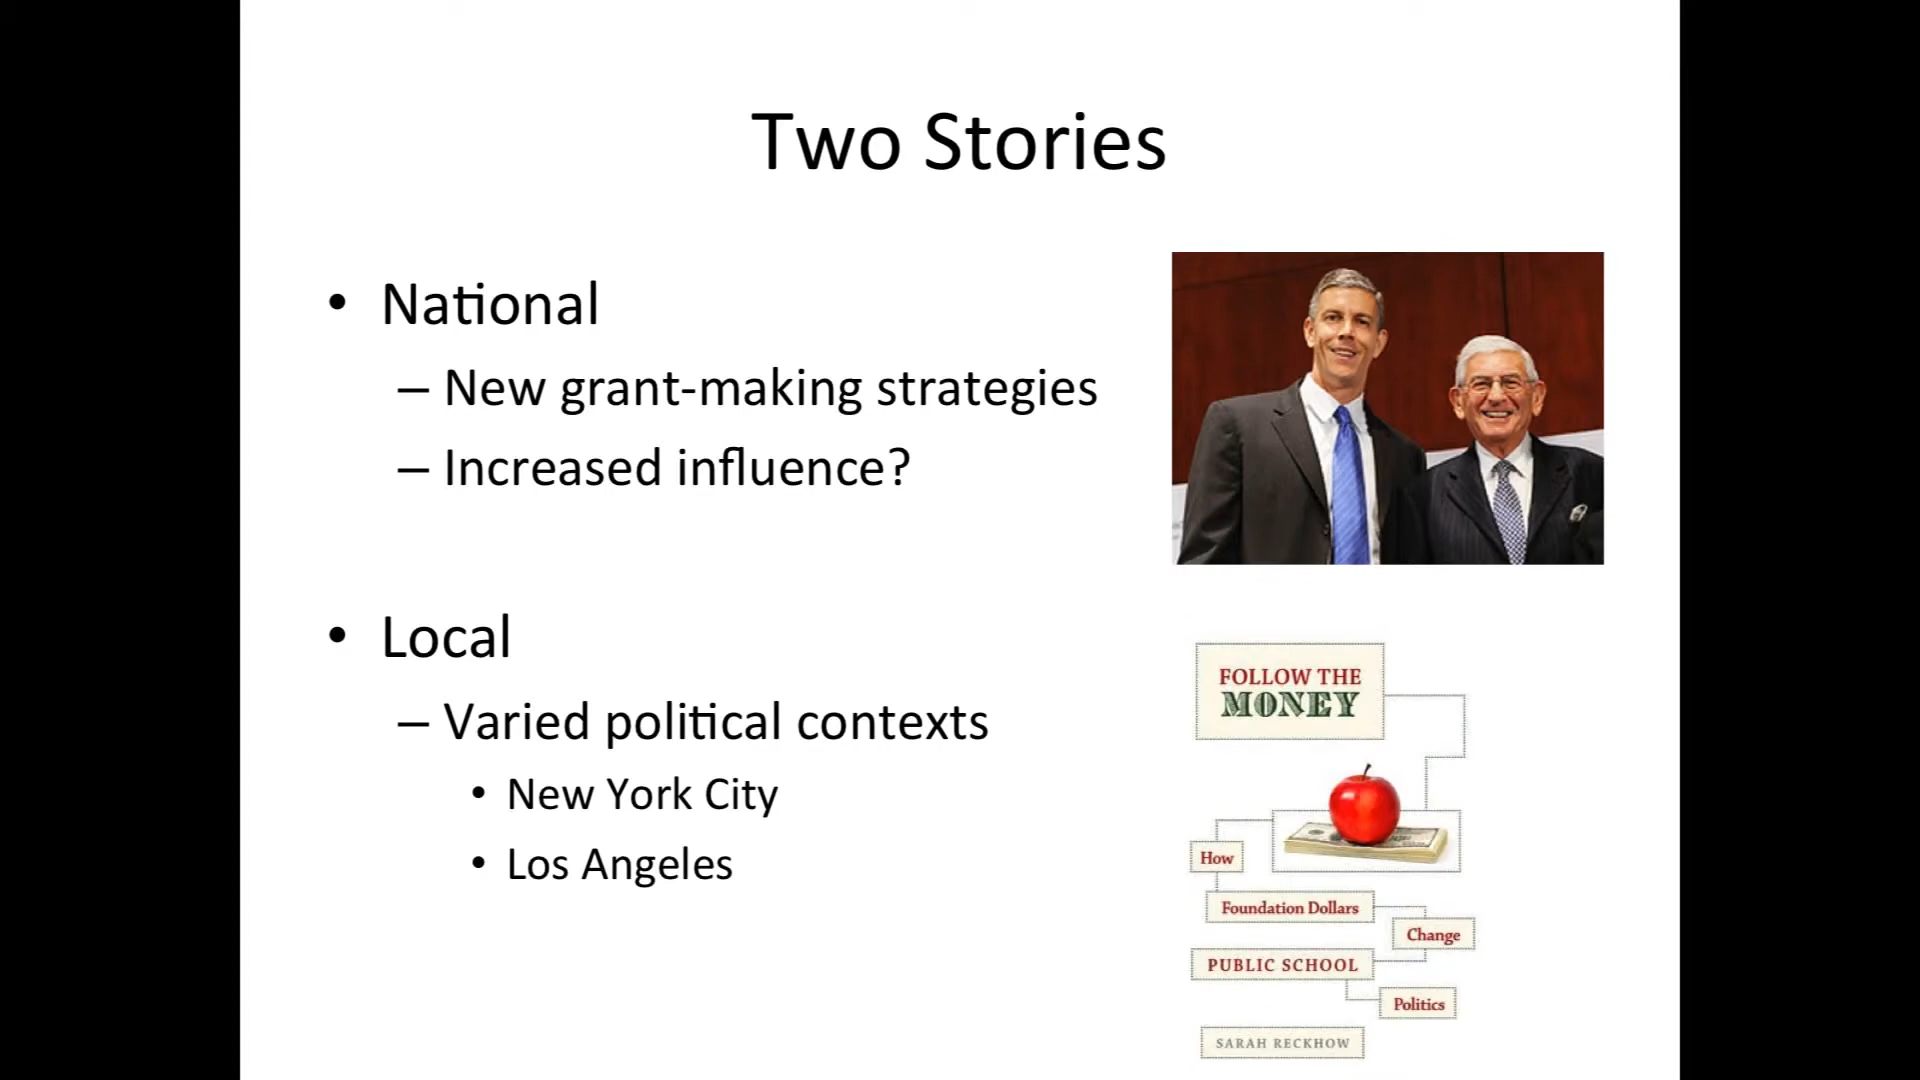 Two Stories
• National
– New grant-making strategies
– Increased influence?
• Local
– Varied political contexts
• New York City
• Los Angeles
FOLLOW THE
MONEY
How
Foundation Dollars
Change
PUBLIC SCHOOL
Politics
SARAH RECKHOW